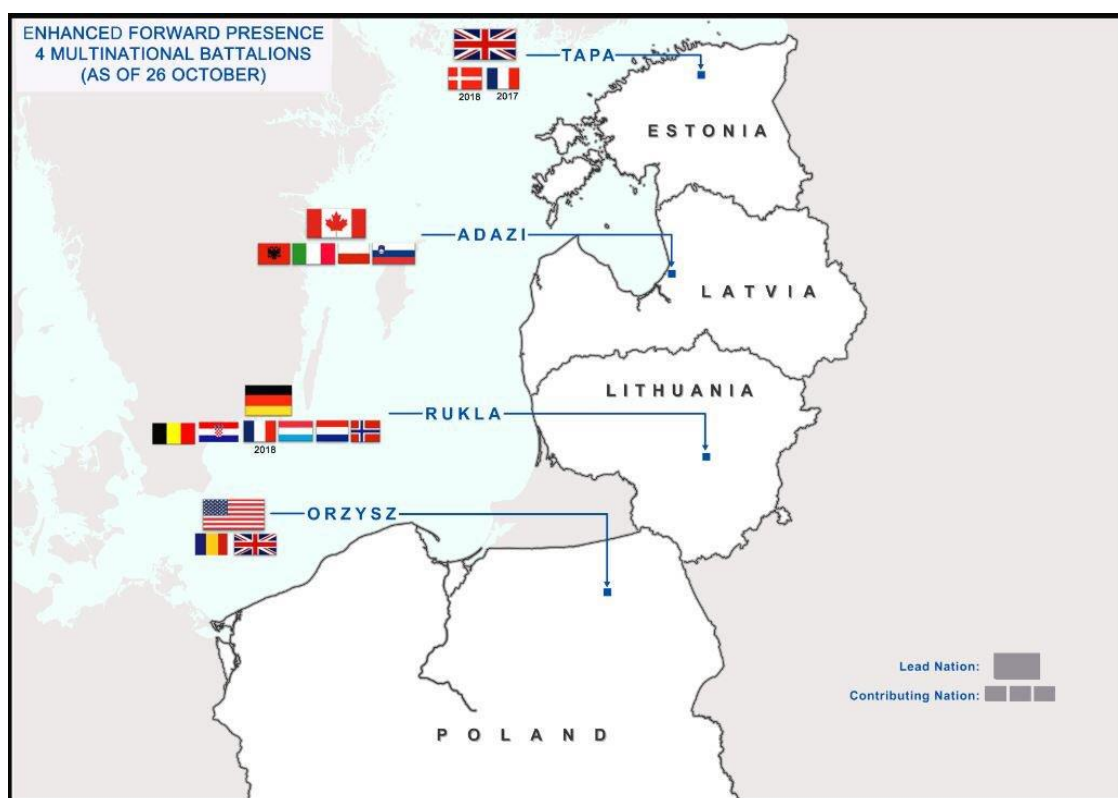 ENHANCED FORWARD PRESENCE
4 MULTINATIONAL BATTALIONS
(AS OF 26 OCTOBER)
TAPA
2018 2017
ESTONIA
ADAZI
LATVIA
LITHUANIA
RUKLA
2018
ORZYSZ
Lead Nation:
Contributing Nation:
POLAND